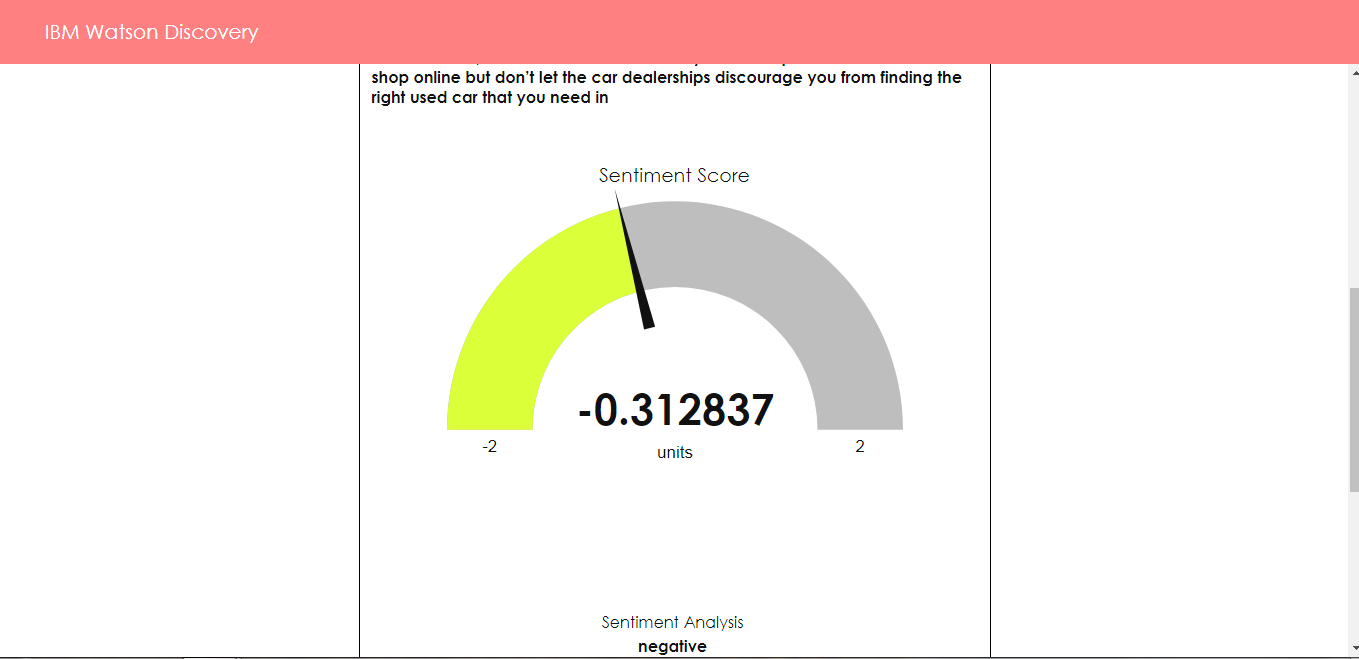 IBM Watson Discovery
shop online but don't let the car dealerships discourage you from finding the
right used car that you need in
Sentiment Score
-0.312837
-2
units
2
Sentiment Analysis
negative